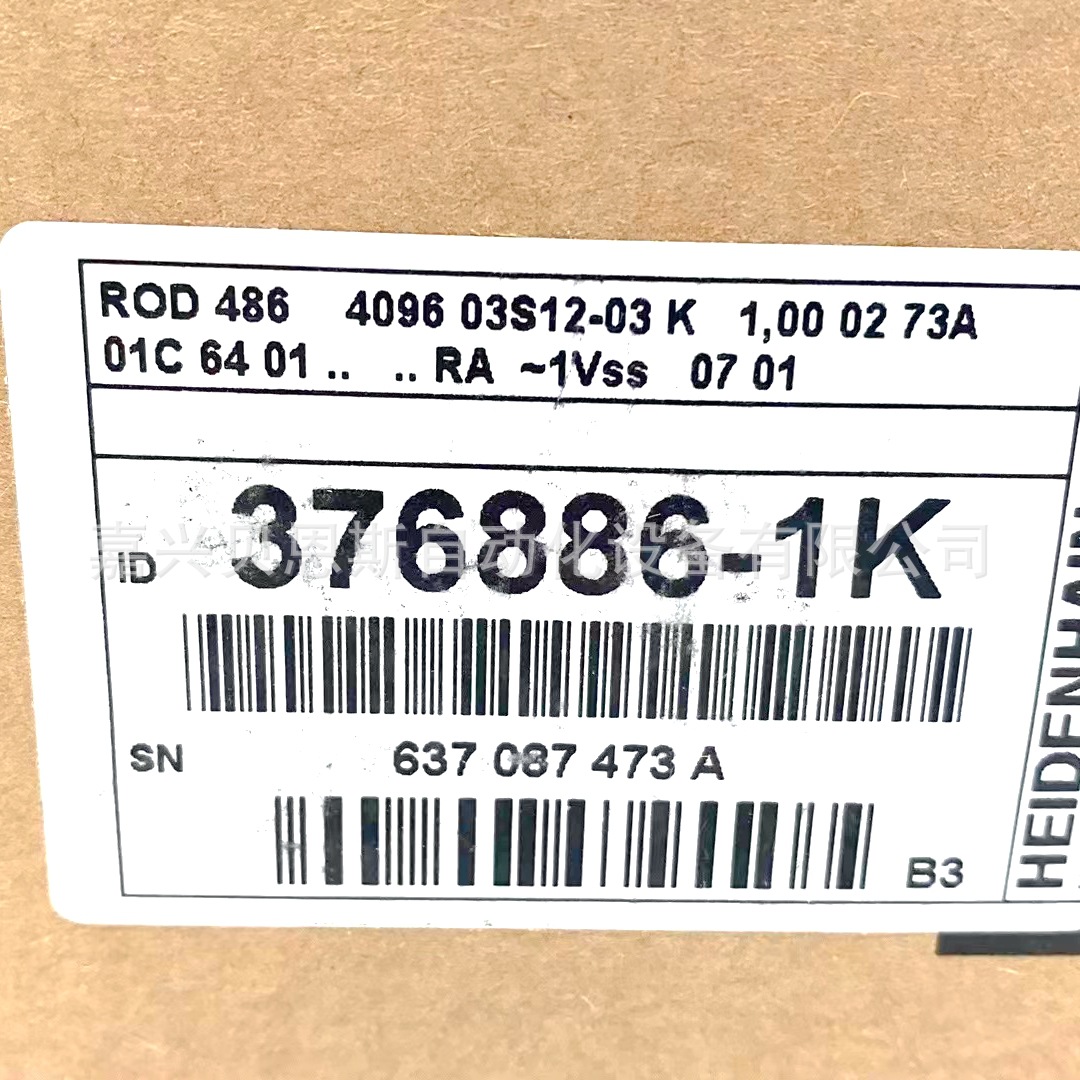 ROD 486 4096 03S12-03 K 1,00 02 73A
01C 64 01 .. .. RA ~1Vss 07 01
ID 376886-1K
嘉兴贝恩斯自动化设备有限公司
SN 637 087 473 A
B3
HEIDENHAIN